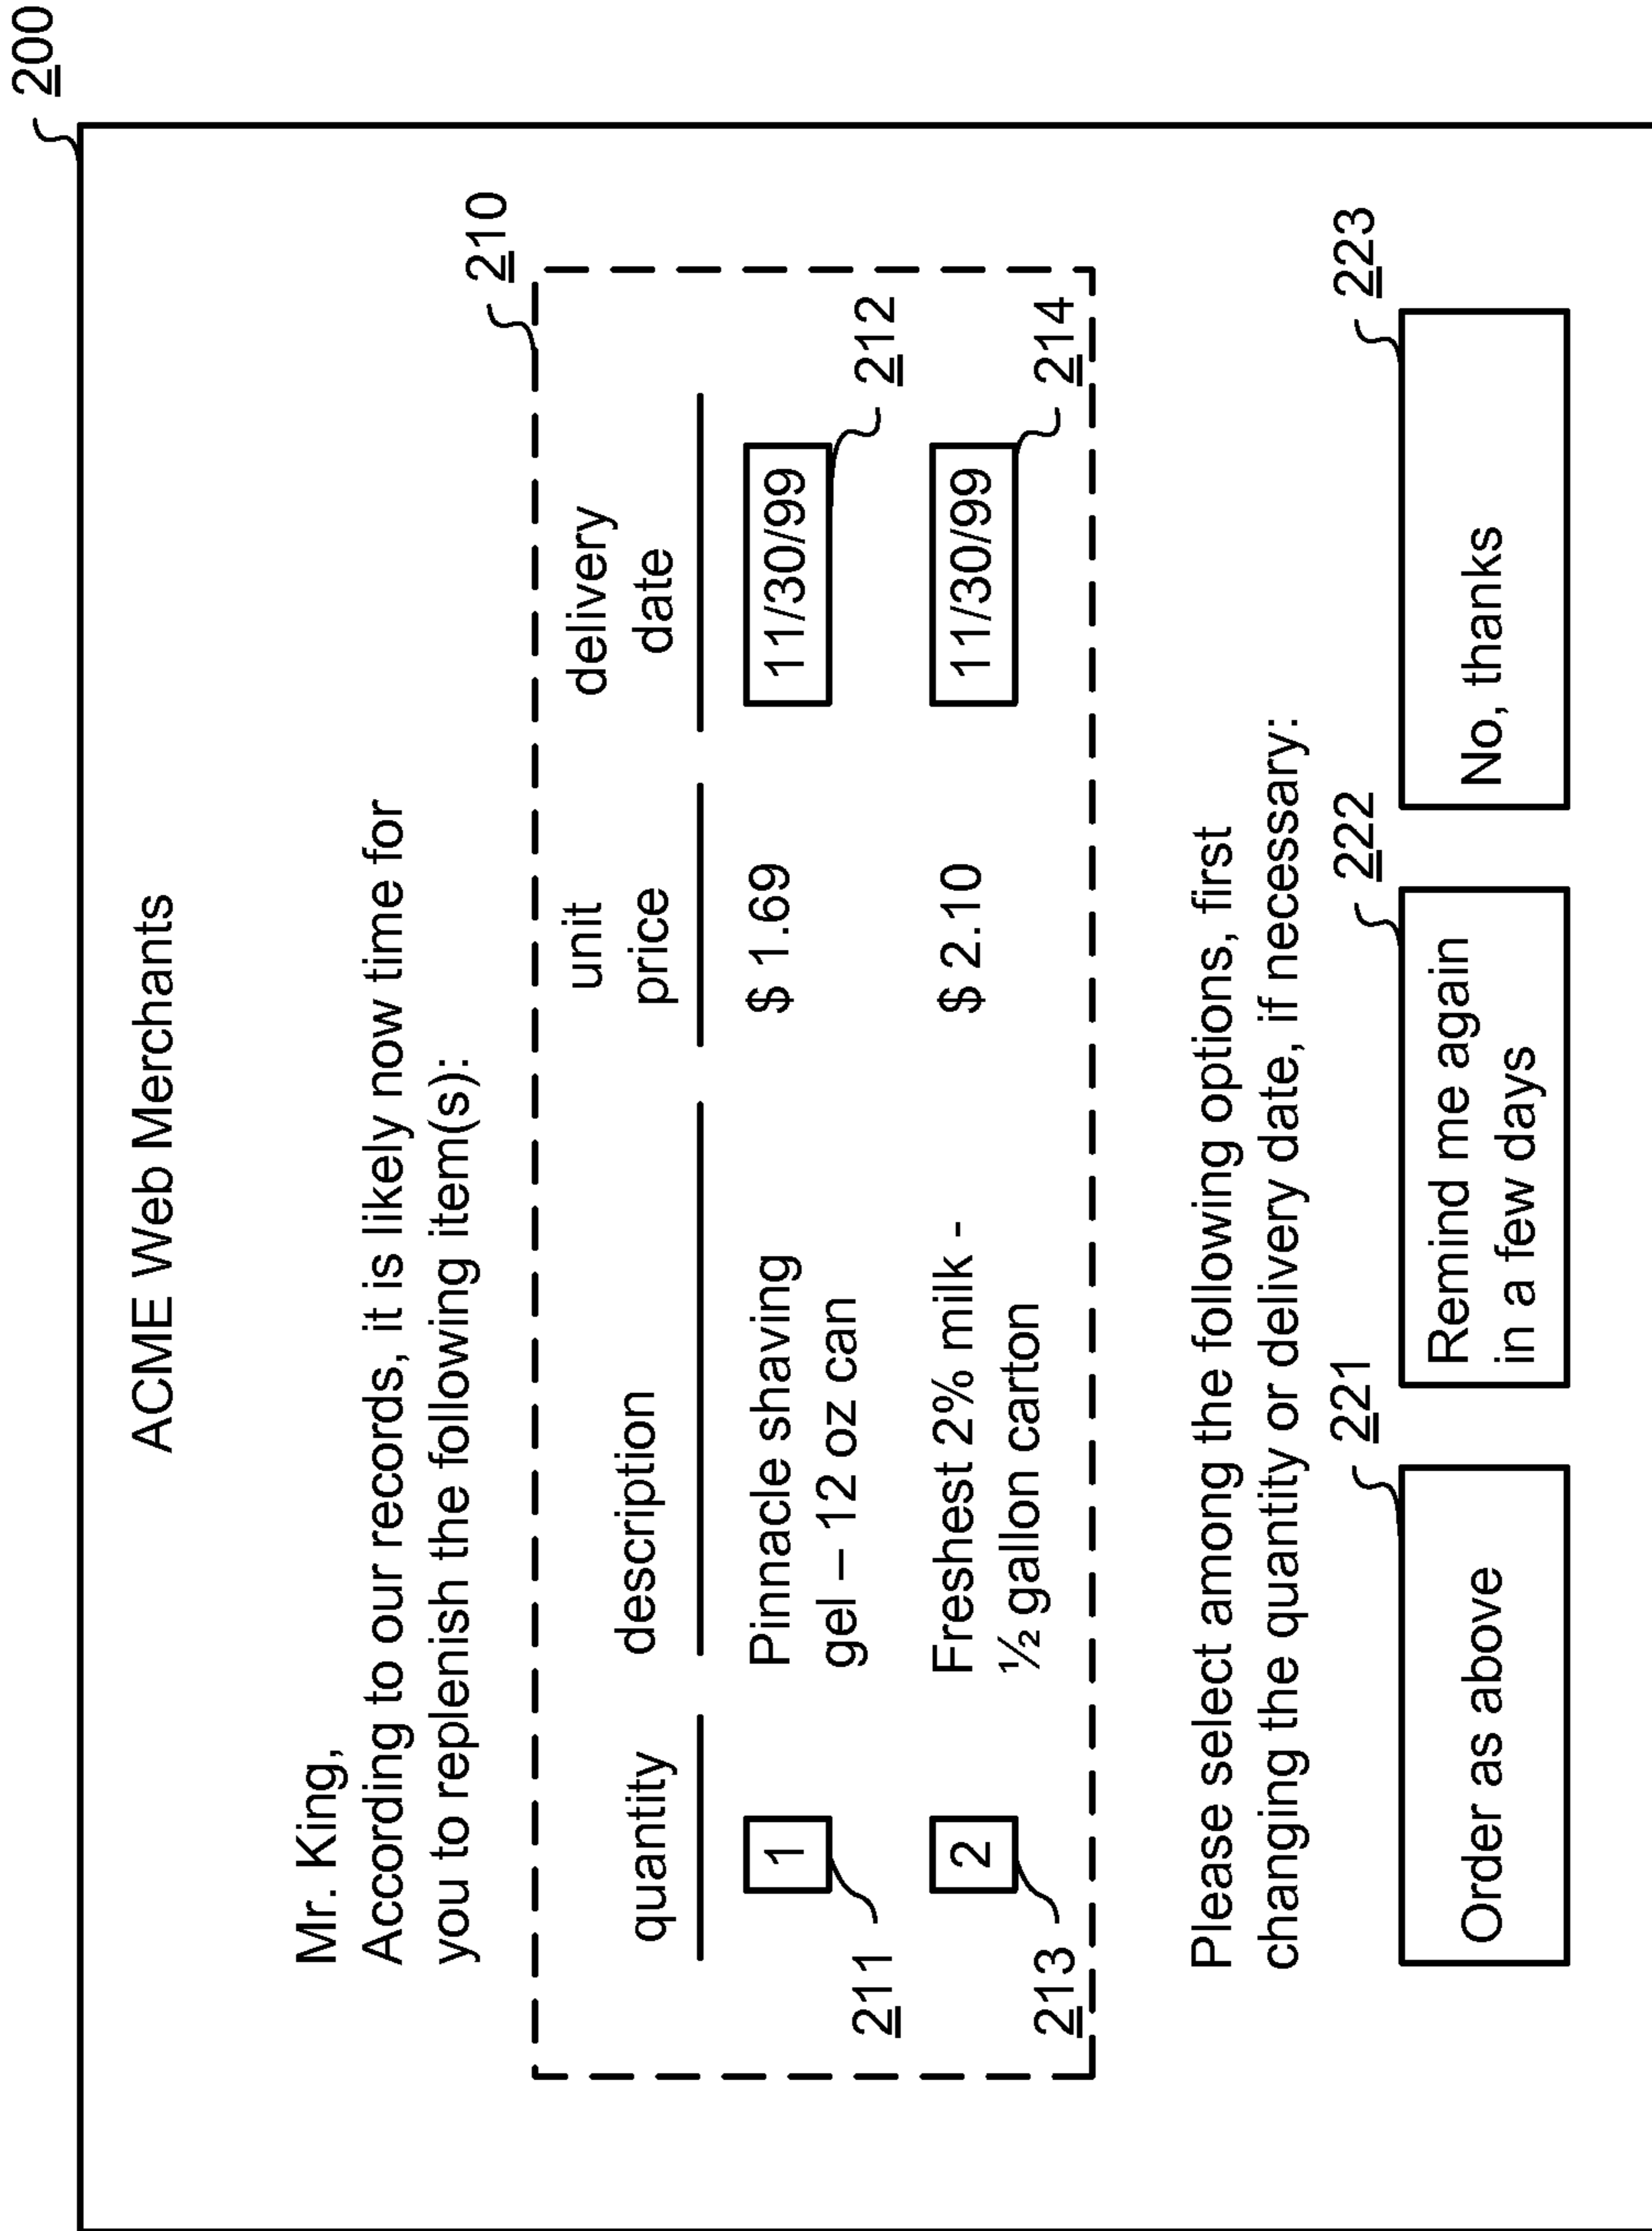 200
ACME Web Merchants
Mr. King,
According to our records, it is likely now time for
you to replenish the following item(s):
210
quantity description unit price delivery date
1 Pinnacle shaving $ 1.69 11/30/99
gel – 12 oz can
211 212
2 Freshest 2% milk - $ 2.10 11/30/99
½ gallon carton
213 214
Please select among the following options, first
changing the quantity or delivery date, if necessary:
221 222 223
Order as above
Remind me again
in a few days
No, thanks